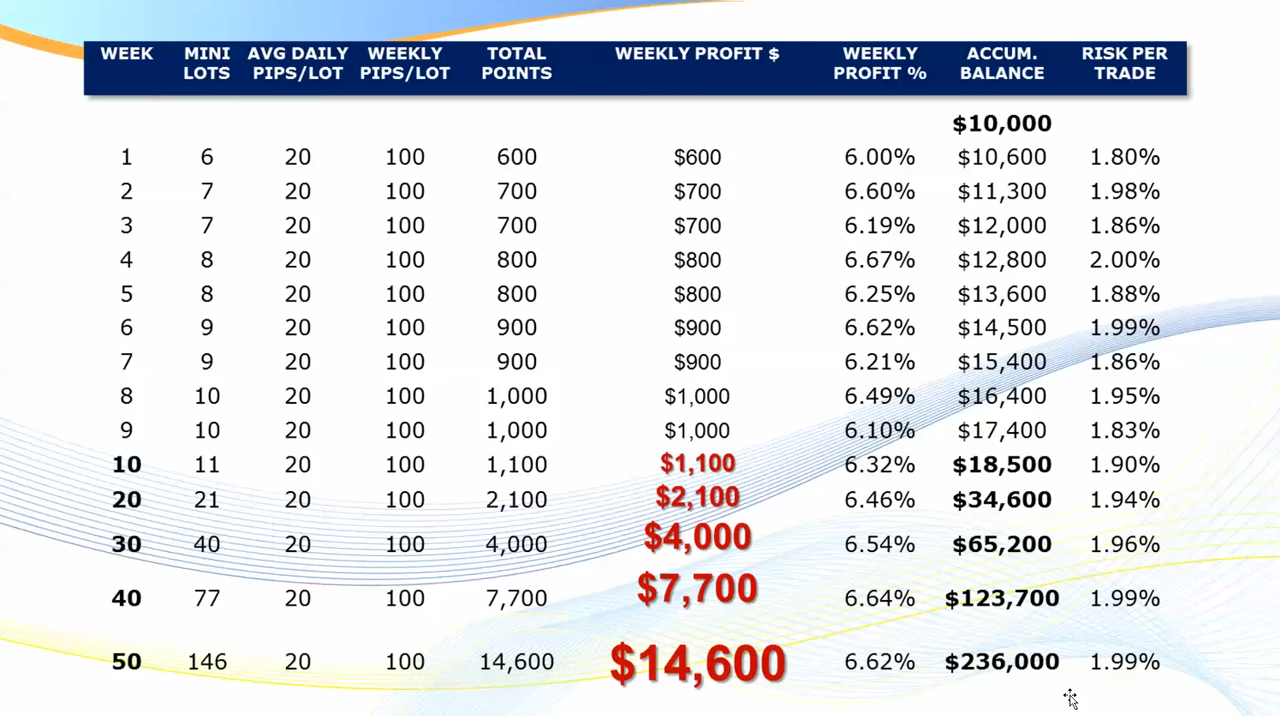 WEEK MINI LOTS AVG DAILY PIPS/LOT WEEKLY PIPS/LOT TOTAL POINTS WEEKLY PROFIT $ WEEKLY PROFIT % ACCUM. BALANCE RISK PER TRADE
$10,000
1 6 20 100 600 $600 6.00% $10,600 1.80%
2 7 20 100 700 $700 6.60% $11,300 1.98%
3 7 20 100 700 $700 6.19% $12,000 1.86%
4 8 20 100 800 $800 6.67% $12,800 2.00%
5 8 20 100 800 $800 6.25% $13,600 1.88%
6 9 20 100 900 $900 6.62% $14,500 1.99%
7 9 20 100 900 $900 6.21% $15,400 1.86%
8 10 20 100 1,000 $1,000 6.49% $16,400 1.95%
9 10 20 100 1,000 $1,000 6.10% $17,400 1.83%
10 11 20 100 1,100 $1,100 6.32% $18,500 1.90%
20 21 20 100 2,100 $2,100 6.46% $34,600 1.94%
30 40 20 100 4,000 $4,000 6.54% $65,200 1.96%
40 77 20 100 7,700 $7,700 6.64% $123,700 1.99%
50 146 20 100 14,600 $14,600 6.62% $236,000 1.99%